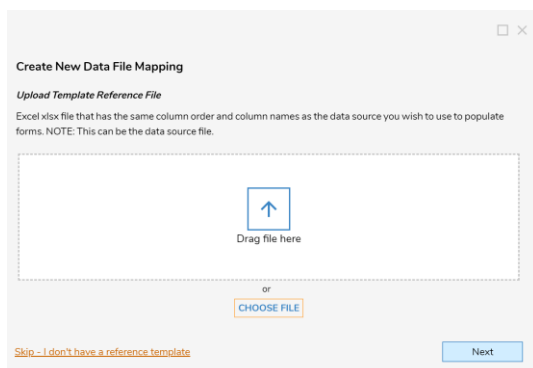 Create New Data File Mapping
Upload Template Reference File
Excel xlsx file that has the same column order and column names as the data source you wish to use to populate
forms. NOTE: This can be the data source file.
Drag file here
or
CHOOSE FILE
Skip - I don't have a reference template
Next